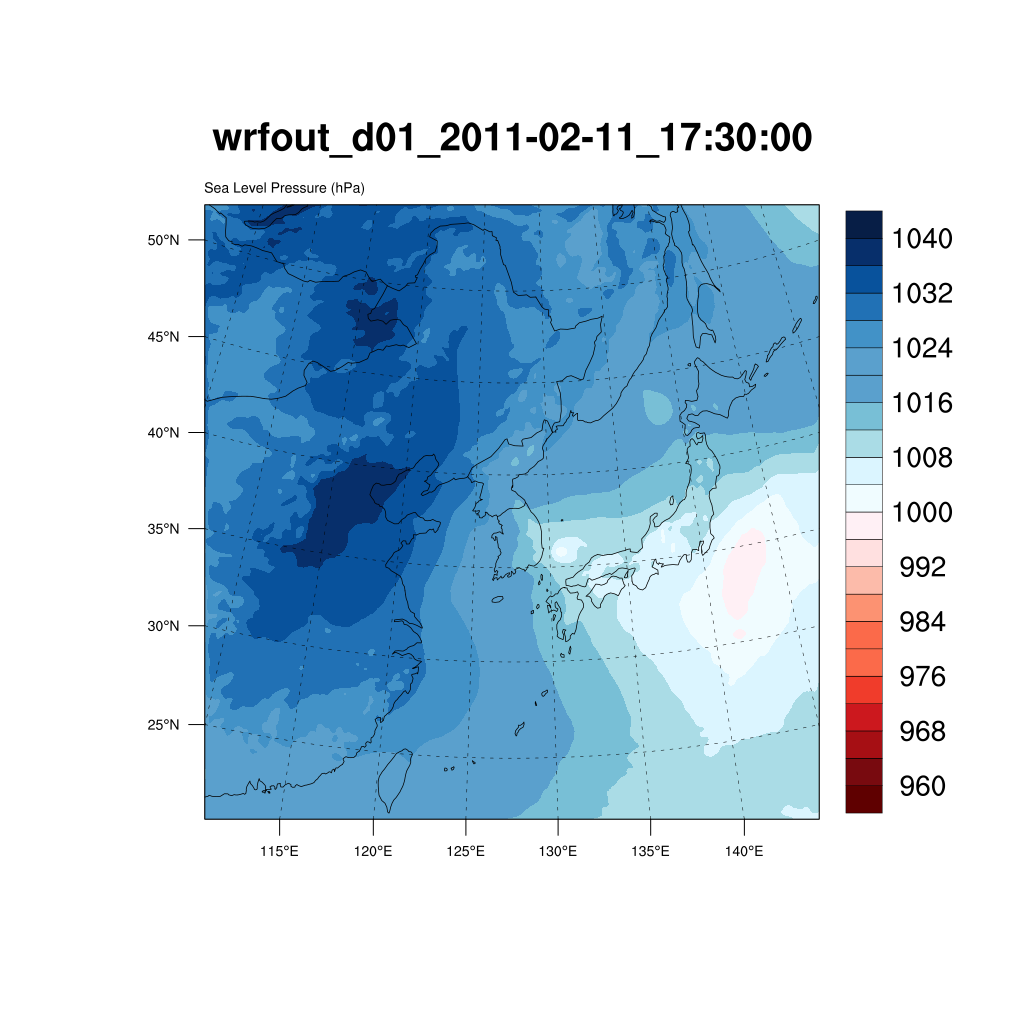 wrfout_d01_2011-02-11_17:30:00
Sea Level Pressure (hPa)
50°N
45°N
40°N
35°N
30°N
25°N
115°E 120°E 125°E 130°E 135°E 140°E
1040
1032
1024
1016
1008
1000
992
984
976
968
960